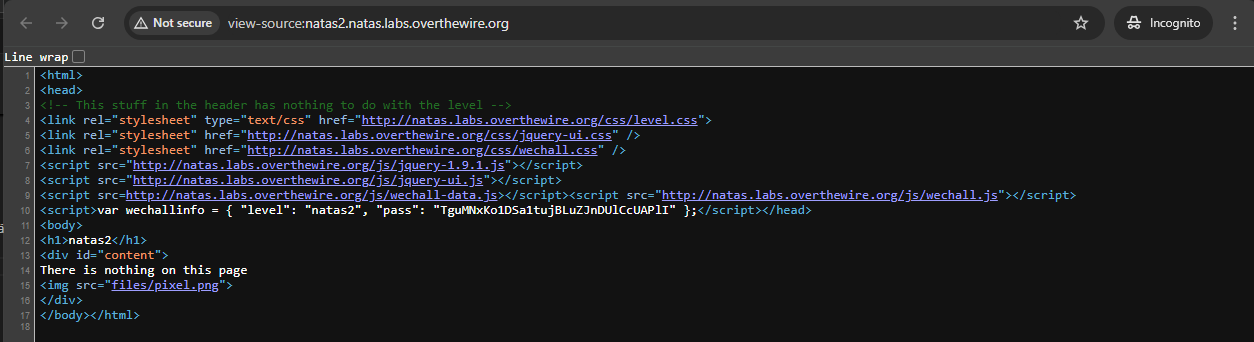 Not secure view-source:natas2.natas.labs.overthewire.org Incognito
Line wrap
1 <html>
2 <head>
3 <!-- This stuff in the header has nothing to do with the level -->
4 <link rel="stylesheet" type="text/css" href="http://natas.labs.overthewire.org/css/level.css">
5 <link rel="stylesheet" href="http://natas.labs.overthewire.org/css/jquery-ui.css" />
6 <link rel="stylesheet" href="http://natas.labs.overthewire.org/css/wechall.css" />
7 <script src="http://natas.labs.overthewire.org/js/jquery-1.9.1.js"></script>
8 <script src="http://natas.labs.overthewire.org/js/jquery-ui.js"></script>
9 <script src=http://natas.labs.overthewire.org/js/wechall-data.js></script><script src="http://natas.labs.overthewire.org/js/wechall.js"></script>
10 <script>var wechallinfo = { "level": "natas2", "pass": "TguMNxKo1DSa1tujBLuZJnDUlCcUAPlI" };</script></head>
11 <body>
12 <h1>natas2</h1>
13 <div id="content">
14 There is nothing on this page
15 <img src="files/pixel.png">
16 </div>
17 </body></html>
18